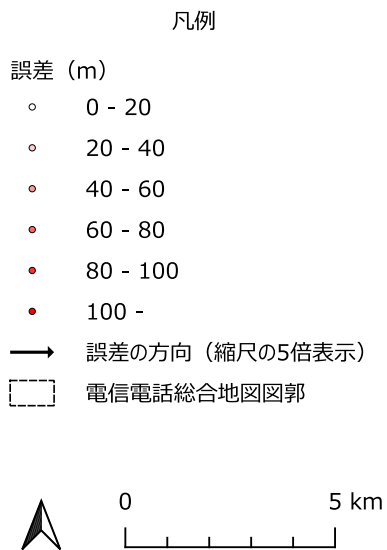 凡例
誤差（m）
0 - 20
20 - 40
40 - 60
60 - 80
80 - 100
100 -
誤差の方向（縮尺の5倍表示）
電信電話総合地図図郭
0 5 km